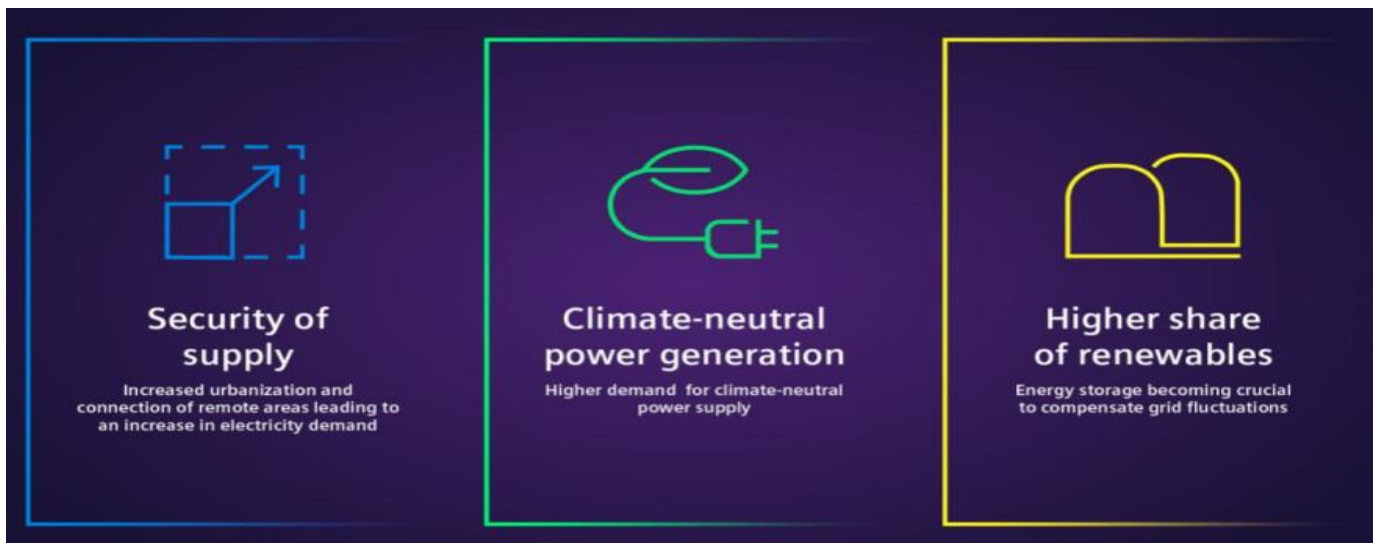 Security of
supply
Increased urbanization and
connection of remote areas leading to
an increase in electricity demand
Climate-neutral
power generation
Higher demand for climate-neutral
power supply
Higher share
of renewables
Energy storage becoming crucial
to compensate grid fluctuations